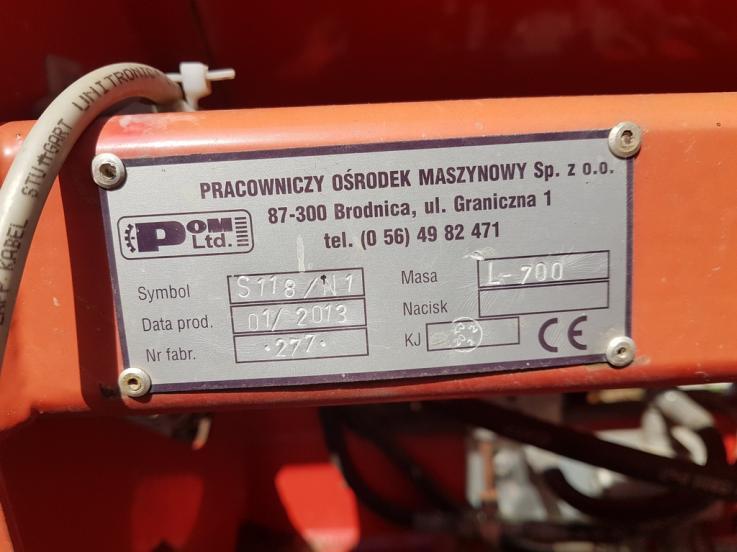 LAPP KABEL STUTTGART UNITRONIC
PRACOWNICZY OŚRODEK MASZYNOWY Sp. z o.o.
87-300 Brodnica, ul. Graniczna 1
tel. (0 56) 49 82 471
POM
Ltd.
Symbol S118/N1
Data prod. 01/2013
Nr fabr. ·277·
Masa L-700
Nacisk
KJ
CE